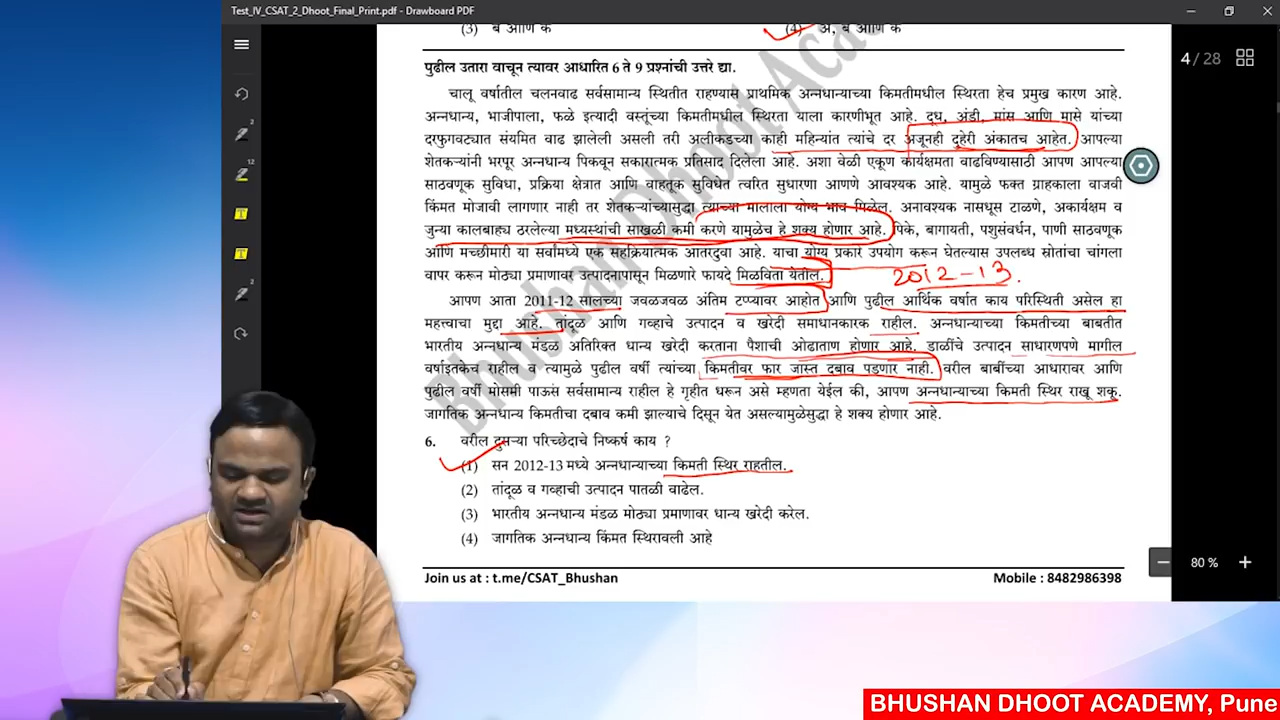 Test_IV_CSAT_2_Dhoot_Final_Print.pdf - Drawboard PDF
(3) ब आणि क (4) अ, ब आणि क
4 / 28
पुढील उतारा वाचून त्यावर आधारित 6 ते 9 प्रश्नांची उत्तरे द्या.
चालू वर्षातील चलनवाढ सर्वसामान्य स्थितीत राहण्यास प्राथमिक अन्नधान्याच्या किमतीमधील स्थिरता हेच प्रमुख कारण आहे.
अन्नधान्य, भाजीपाला, फळे इत्यादी वस्तूंच्या किमतीमधील स्थिरता याला कारणीभूत आहे. दूध, अंडी, मांस आणि मासे यांच्या
दरफुगवट्यात संयमित वाढ झालेली असली तरी अलीकडच्या काही महिन्यांत त्यांचे दर अजूनही दुहेरी अंकातच आहेत. आपल्या
शेतकऱ्यांनी भरपूर अन्नधान्य पिकवून सकारात्मक प्रतिसाद दिलेला आहे. अशा वेळी एकूण कार्यक्षमता वाढविण्यासाठी आपण आपल्या
साठवणूक सुविधा, प्रक्रिया क्षेत्रात आणि वाहतूक सुविधेत त्वरित सुधारणा आणणे आवश्यक आहे. यामुळे फक्त ग्राहकाला वाजवी
किंमत मोजावी लागणार नाही तर शेतकऱ्यांच्यासुद्धा त्याच्या मालाला योग्य भाव मिळेल. अनावश्यक नासधूस टाळणे, अकार्यक्षम व
जुन्या कालबाह्य ठरलेल्या मध्यस्थांची साखळी कमी करणे यामुळेच हे शक्य होणार आहे. पिके, बागायती, पशुसंवर्धन, पाणी साठवणूक
आणि मच्छीमारी या सर्वांमध्ये एक सहक्रियात्मक आंतरदुवा आहे. याचा योग्य प्रकारे उपयोग करून घेतल्यास उपलब्ध स्रोतांचा चांगला
वापर करून मोठ्या प्रमाणावर उत्पादनापासून मिळणारे फायदे मिळविता येतील. 2012-13.
आपण आता 2011-12 सालच्या जवळजवळ अंतिम टप्प्यावर आहोत आणि पुढील आर्थिक वर्षात काय परिस्थिती असेल हा
महत्त्वाचा मुद्दा आहे. तांदूळ आणि गव्हाचे उत्पादन व खरेदी समाधानकारक राहील. अन्नधान्याच्या किमतीच्या बाबतीत
भारतीय अन्नधान्य मंडळ अतिरिक्त धान्य खरेदी करताना पैशाची ओढाताण होणार आहे. डाळींचे उत्पादन साधारणपणे मागील
वर्षाइतकेच राहील व त्यामुळे पुढील वर्षी त्यांच्या किमतीवर फार जास्त दबाव पडणार नाही. वरील बाबींच्या आधारावर आणि
पुढील वर्षी मोसमी पाऊस सर्वसामान्य राहील हे गृहीत धरून असे म्हणता येईल की, आपण अन्नधान्याच्या किमती स्थिर राखू शकू.
जागतिक अन्नधान्य किमतीचा दबाव कमी झाल्याचे दिसून येत असल्यामुळेसुद्धा हे शक्य होणार आहे.
6. वरील दुसऱ्या परिच्छेदाचे निष्कर्ष काय ?
(1) सन 2012-13 मध्ये अन्नधान्याच्या किमती स्थिर राहतील.
(2) तांदूळ व गव्हाची उत्पादन पातळी वाढेल.
(3) भारतीय अन्नधान्य मंडळ मोठ्या प्रमाणावर धान्य खरेदी करेल.
(4) जागतिक अन्नधान्य किंमत स्थिरावली आहे
80 %
Join us at : t.me/CSAT_Bhushan Mobile : 8482986398
Bhushan Dhoot Acade
BHUSHAN DHOOT ACADEMY, Pune